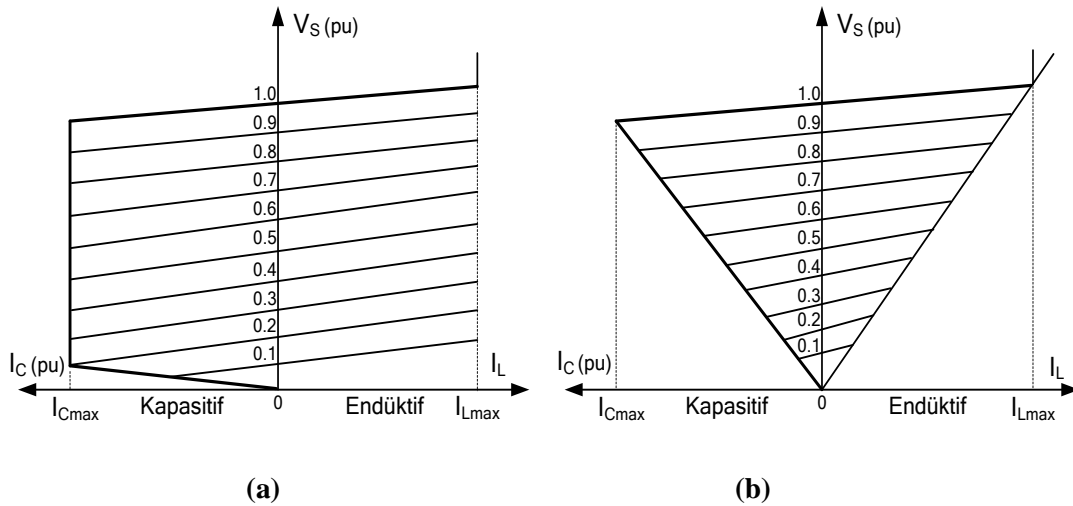 V_S (pu)
1.0
0.9
0.8
0.7
0.6
0.5
0.4
0.3
0.2
0.1
I_C (pu)
I_L
I_Cmax
Kapasitif
0
Endüktif
I_Lmax
(a)
V_S (pu)
1.0
0.9
0.8
0.7
0.6
0.5
0.4
0.3
0.2
0.1
I_C (pu)
I_L
I_Cmax
Kapasitif
0
Endüktif
I_Lmax
(b)